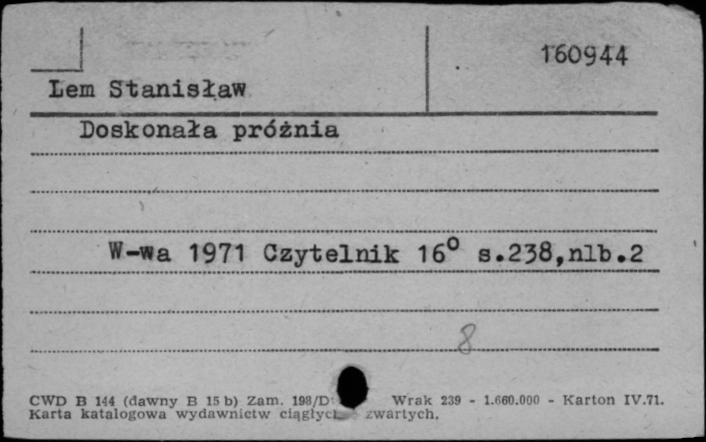 160944
Lem Stanisław
Doskonała próżnia
W-wa 1971 Czytelnik 16° s.238,nlb.2
8
CWD B 144 (dawny B 15 b) Zam. 198/D Wrak 239 - 1.660.000 - Karton IV.71.
Karta katalogowa wydawnictw zwartych.